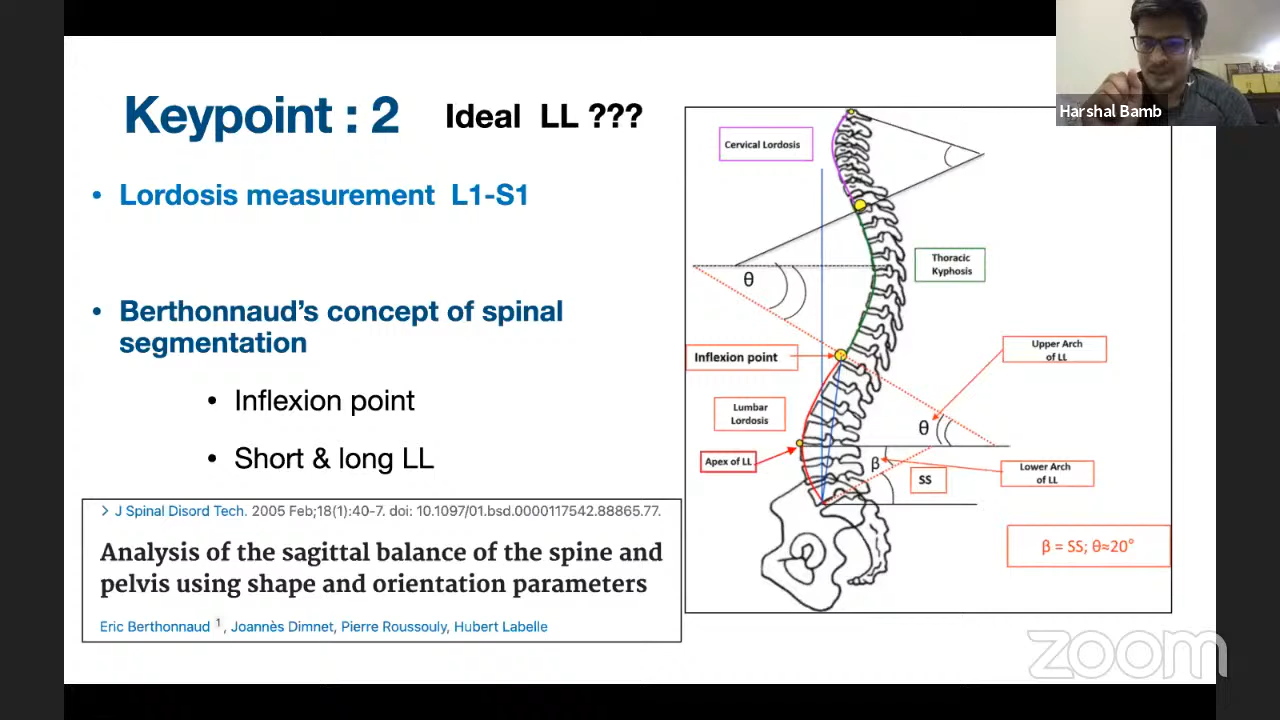 Keypoint : 2 Ideal LL ???
• Lordosis measurement L1-S1
• Berthonnaud's concept of spinal
segmentation
• Inflexion point
• Short & long LL
> J Spinal Disord Tech. 2005 Feb;18(1):40-7. doi: 10.1097/01.bsd.0000117542.88865.77.
Analysis of the sagittal balance of the spine and
pelvis using shape and orientation parameters
Eric Berthonnaud 1, Joannès Dimnet, Pierre Roussouly, Hubert Labelle
Cervical Lordosis
Thoracic
Kyphosis
θ
Inflexion point
Upper Arch
of LL
Lumbar
Lordosis
θ
Apex of LL
β
SS
Lower Arch
of LL
β = SS; θ≈20°
Harshal Bamb
zoom